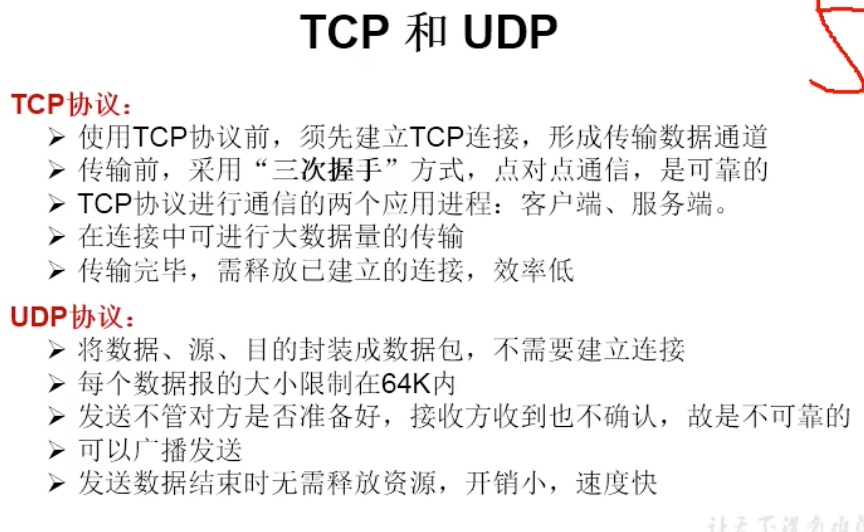 TCP 和 UDP
TCP协议：
➢ 使用TCP协议前，须先建立TCP连接，形成传输数据通道
➢ 传输前，采用“三次握手”方式，点对点通信，是可靠的
➢ TCP协议进行通信的两个应用进程：客户端、服务端。
➢ 在连接中可进行大数据量的传输
➢ 传输完毕，需释放已建立的连接，效率低
UDP协议：
➢ 将数据、源、目的封装成数据包，不需要建立连接
➢ 每个数据报的大小限制在64K内
➢ 发送不管对方是否准备好，接收方收到也不确认，故是不可靠的
➢ 可以广播发送
➢ 发送数据结束时无需释放资源，开销小，速度快